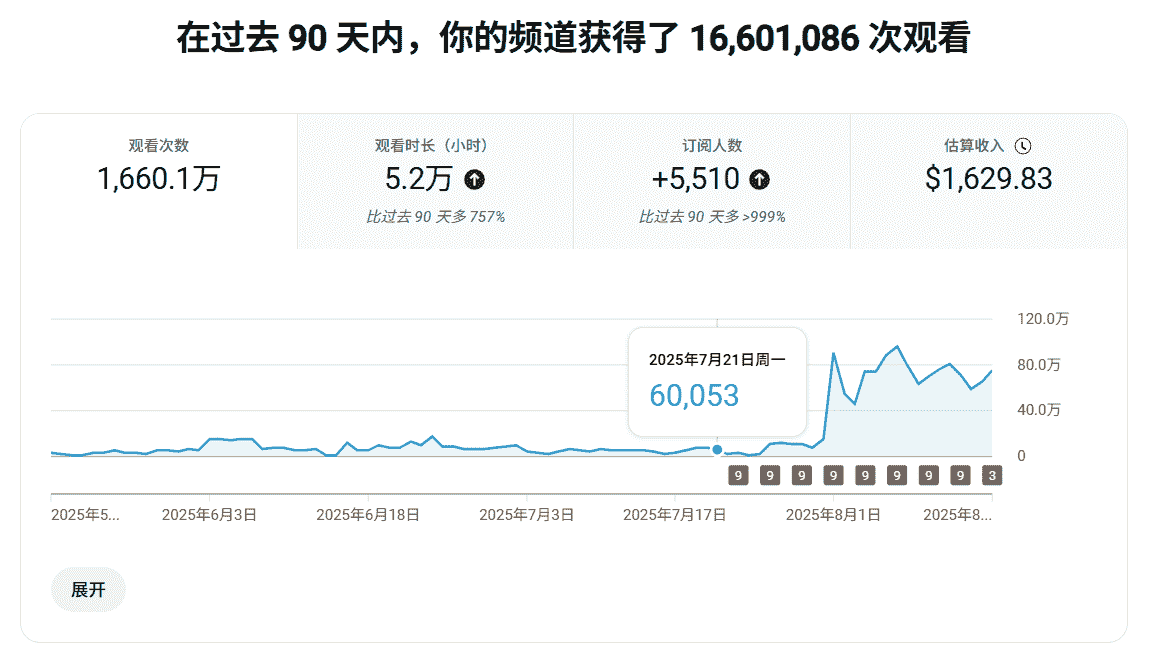 在过去 90 天内，你的频道获得了 16,601,086 次观看
观看次数
1,660.1万
观看时长（小时）
5.2万
比过去 90 天多 757%
订阅人数
+5,510
比过去 90 天多 >999%
估算收入
$1,629.83
120.0万
80.0万
40.0万
0
2025年7月21日周一
60,053
9 9 9 9 9 9 9 9 3
2025年5... 2025年6月3日 2025年6月18日 2025年7月3日 2025年7月17日 2025年8月1日 2025年8...
展开